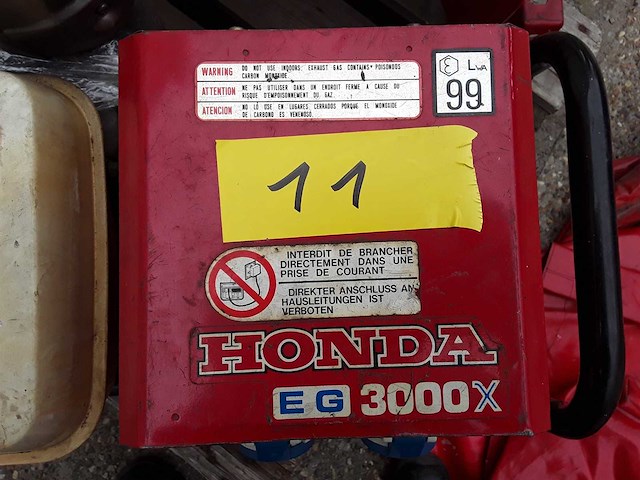 WARNING DO NOT USE INDOORS: EXHAUST GAS CONTAINS POISONOUS
CARBON MONOXIDE
ATTENTION NE PAS UTILISER DANS UN ENDROIT FERME A CAUSE DU
RISQUE D'EMPOISONNEMENT DU GAZ.
ATENCION NO LO USE EN LUGARES CERRADOS PORQUE EL MONOXIDE
DE CARBONO ES VENENOSO.
LWA
99
11
INTERDIT DE BRANCHER
DIRECTEMENT DANS UNE
PRISE DE COURANT
DIREKTER ANSCHLUSS AN
HAUSLEITUNGEN IST
VERBOTEN
HONDA
EG 3000X